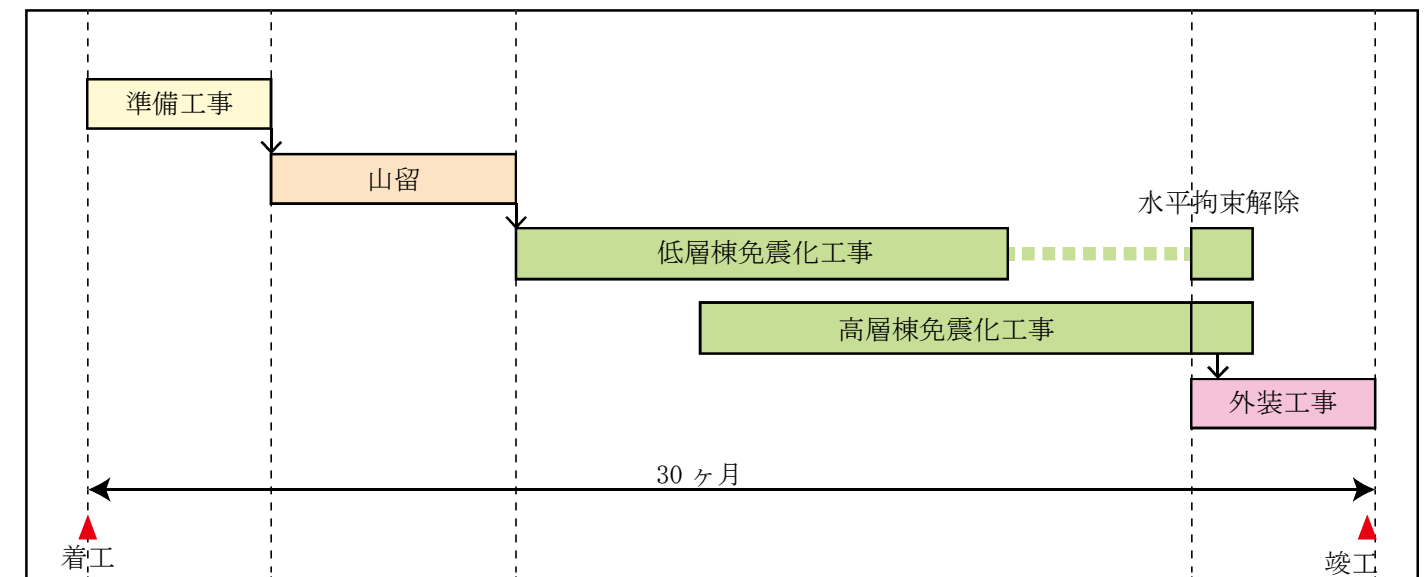 準備工事
山留
水平拘束解除
低層棟免震化工事
高層棟免震化工事
外装工事
30 ヶ月
着工
竣工